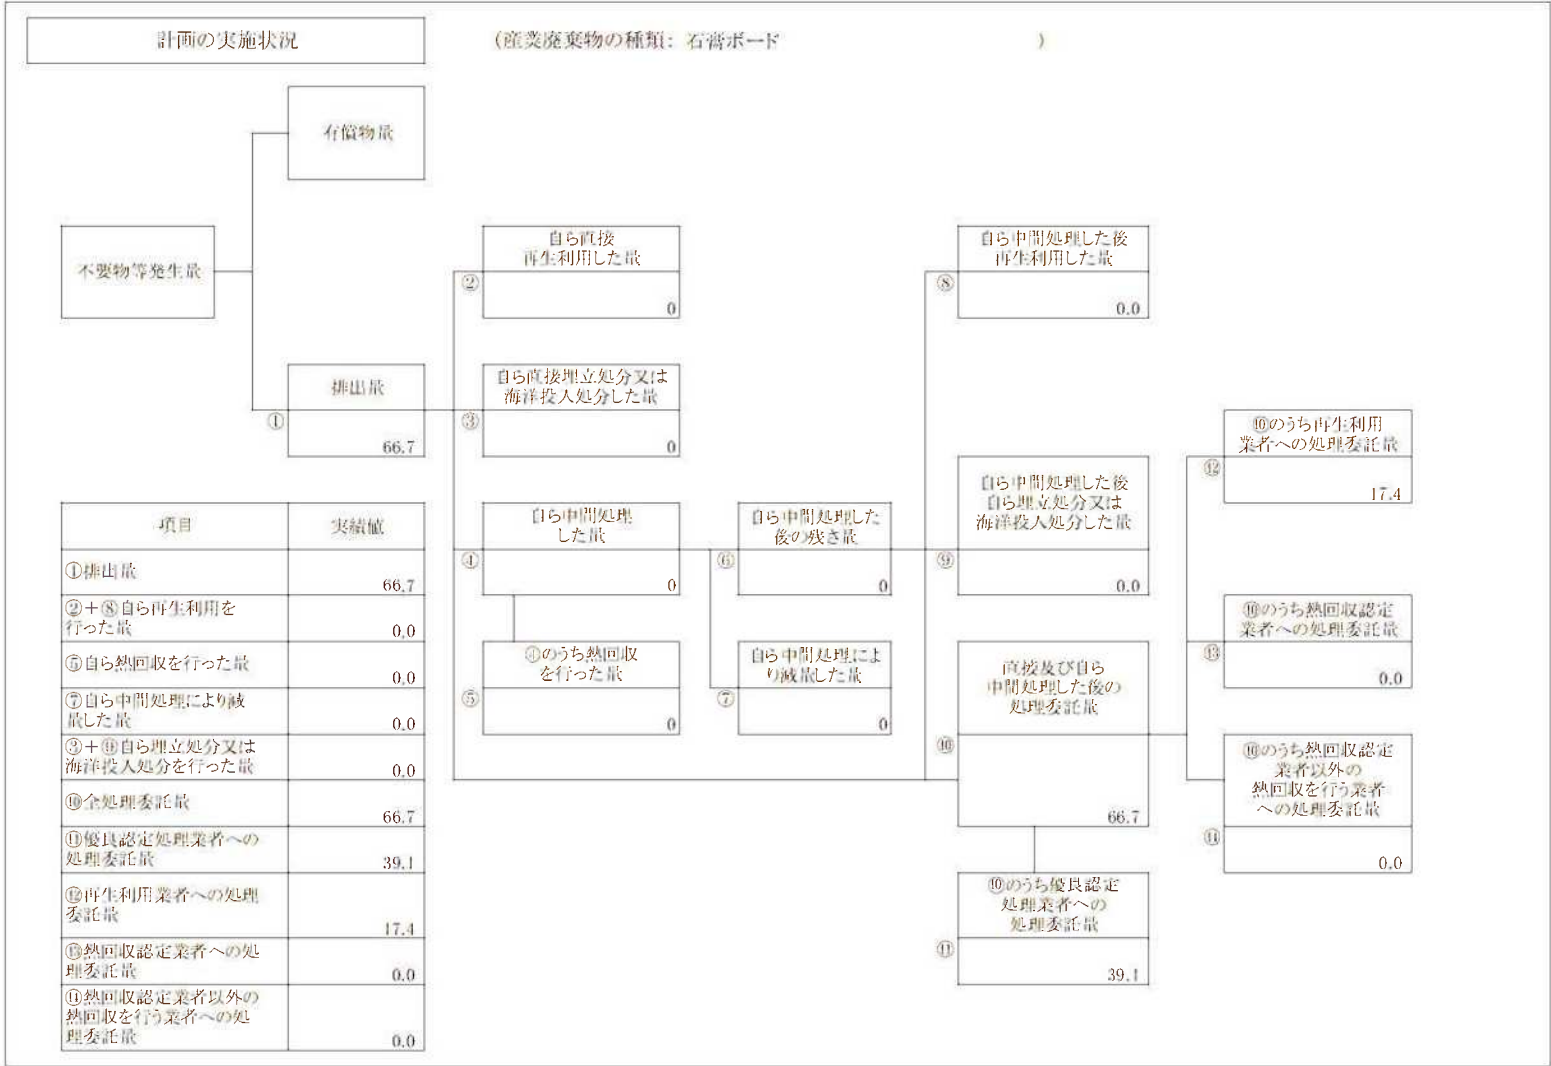 計画の実施状況
（産業廃棄物の種類： 石膏ボード ）
有償物量
不要物等発生量
排出量
①
66.7
自ら直接
再生利用した量
②
0
自ら直接埋立処分又は
海洋投入処分した量
③
0
自ら中間処理
した量
④
0
④のうち熱回収
を行った量
⑤
0
自ら中間処理した
後の残さ量
⑥
0
自ら中間処理によ
り減量した量
⑦
0
自ら中間処理した後
再生利用した量
⑧
0.0
自ら中間処理した後
自ら埋立処分又は
海洋投入処分した量
⑨
0.0
直接及び自ら
中間処理した後の
処理委託量
⑩
66.7
⑩のうち優良認定
処理業者への
処理委託量
⑪
39.1
⑩のうち再生利用
業者への処理委託量
⑫
17.4
⑩のうち熱回収認定
業者への処理委託量
⑬
0.0
⑩のうち熱回収認定
業者以外の
熱回収を行う業者
への処理委託量
⑭
0.0
項目 実績値
①排出量
66.7
②＋⑧自ら再生利用を
行った量
0.0
⑤自ら熱回収を行った量
0.0
⑦自ら中間処理により減
量した量
0.0
③＋⑨自ら埋立処分又は
海洋投入処分を行った量
0.0
⑩全処理委託量
66.7
⑪優良認定処理業者への
処理委託量
39.1
⑫再生利用業者への処理
委託量
17.4
⑬熱回収認定業者への処
理委託量
0.0
⑭熱回収認定業者以外の
熱回収を行う業者への処
理委託量
0.0